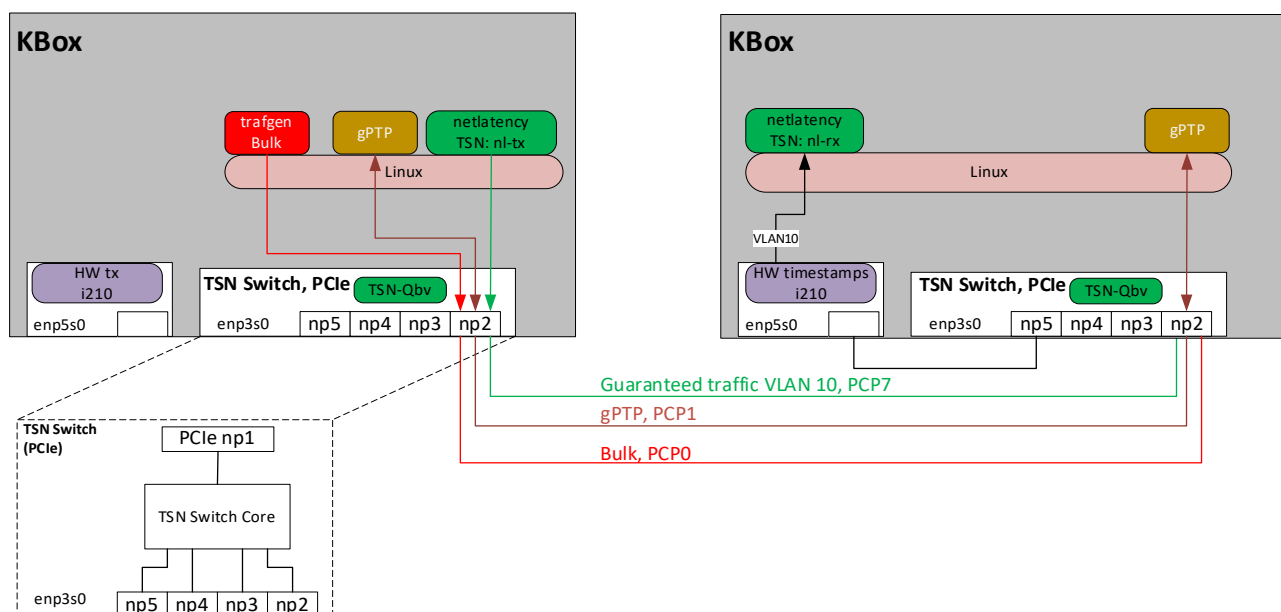 KBox
trafgen
Bulk
gPTP
netlatency
TSN: nl-tx
Linux
HW tx
i210
enp5s0
TSN Switch, PCIe
TSN-Qbv
enp3s0
np5
np4
np3
np2
KBox
netlatency
TSN: nl-rx
gPTP
Linux
VLAN10
HW timestamps
i210
enp5s0
TSN Switch, PCIe
TSN-Qbv
enp3s0
np5
np4
np3
np2
Guaranteed traffic VLAN 10, PCP7
gPTP, PCP1
Bulk, PCP0
TSN Switch
(PCIe)
PCIe np1
TSN Switch Core
enp3s0
np5
np4
np3
np2